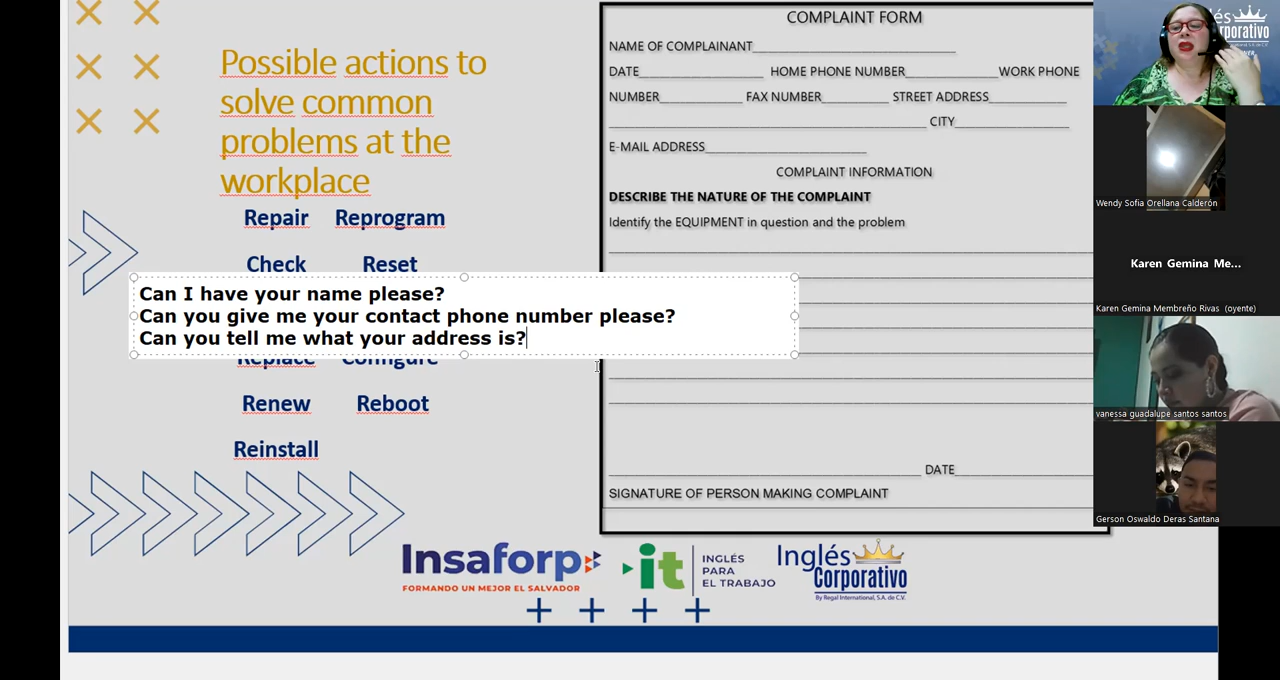 Possible actions to
solve common
problems at the
workplace
Repair Reprogram
Check Reset
Can I have your name please?
Can you give me your contact phone number please?
Can you tell me what your address is?
Replace Configure
Renew Reboot
Reinstall
COMPLAINT FORM
NAME OF COMPLAINANT
DATE HOME PHONE NUMBER WORK PHONE
NUMBER FAX NUMBER STREET ADDRESS
CITY
E-MAIL ADDRESS
COMPLAINT INFORMATION
DESCRIBE THE NATURE OF THE COMPLAINT
Identify the EQUIPMENT in question and the problem
DATE
SIGNATURE OF PERSON MAKING COMPLAINT
Insaforp
FORMANDO UN MEJOR EL SALVADOR
it
INGLÉS
PARA
EL TRABAJO
Inglés
Corporativo
By Regal International, S.A. de C.V.
Wendy Sofia Orellana Calderón
Karen Gemina Me...
Karen Gemina Membreño Rivas (oyente)
vanessa guadalupe santos santos
Gerson Oswaldo Deras Santana